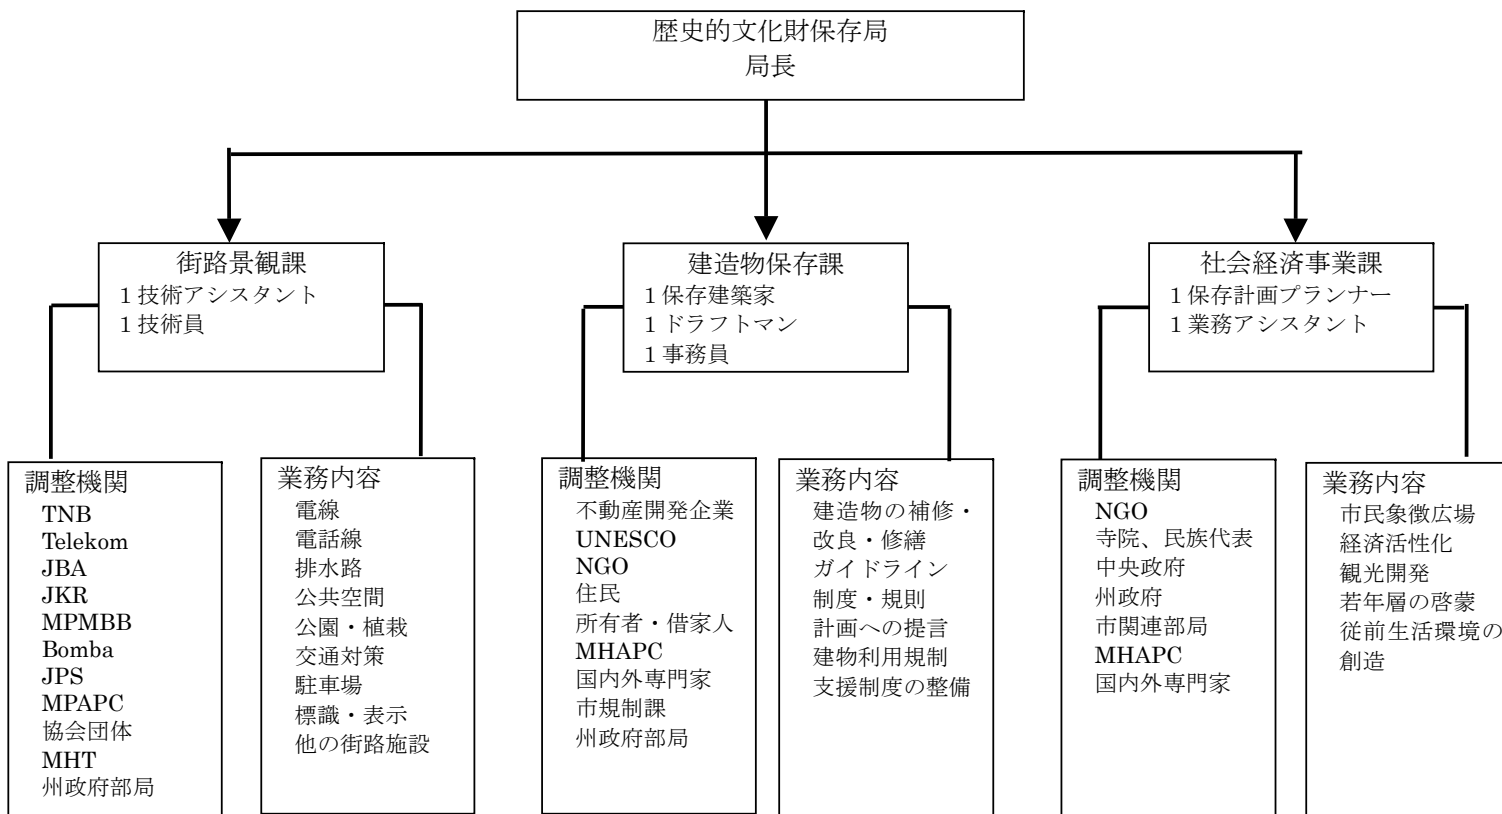 歴史的文化財保存局
局長
街路景観課
1 技術アシスタント
1 技術員
建造物保存課
1 保存建築家
1 ドラフトマン
1 事務員
社会経済事業課
1 保存計画プランナー
1 業務アシスタント
調整機関
TNB
Telekom
JBA
JKR
MPMBB
Bomba
JPS
MPAPC
協会団体
MHT
州政府部局
業務内容
電線
電話線
排水路
公共空間
公園・植栽
交通対策
駐車場
標識・表示
他の街路施設
調整機関
不動産開発企業
UNESCO
NGO
住民
所有者・借家人
MHAPC
国内外専門家
市規制課
州政府部局
業務内容
建造物の補修・
改良・修繕
ガイドライン
制度・規則
計画への提言
建物利用規制
支援制度の整備
調整機関
NGO
寺院、民族代表
中央政府
州政府
市関連部局
MHAPC
国内外専門家
業務内容
市民象徴広場
経済活性化
観光開発
若年層の啓蒙
従前生活環境の
創造